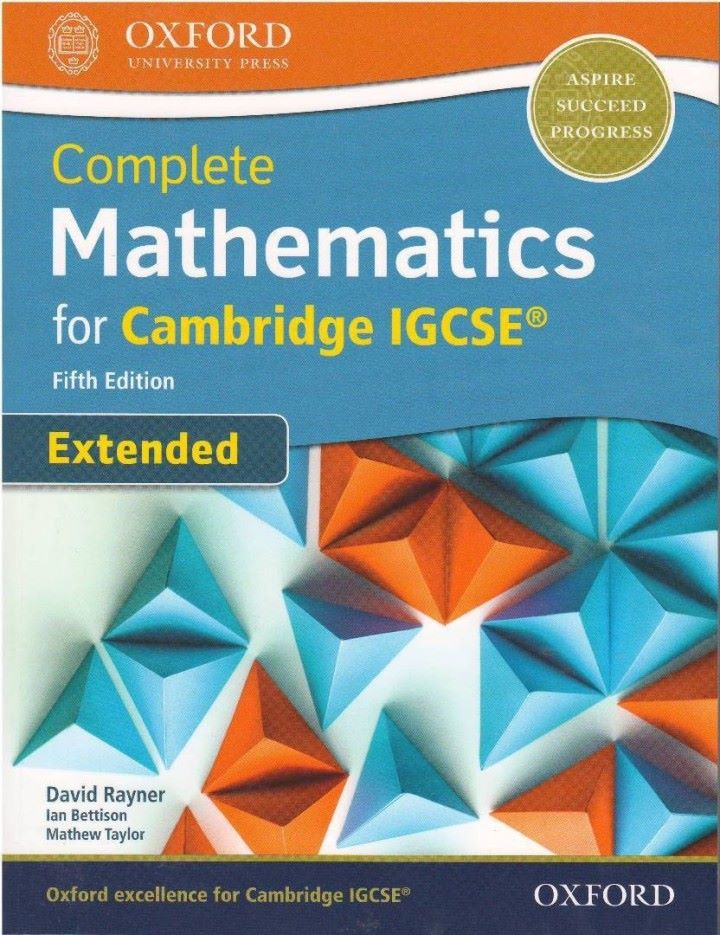 OXFORD
UNIVERSITY PRESS
ASPIRE
SUCCEED
PROGRESS
Complete
Mathematics
for Cambridge IGCSE®
Fifth Edition
Extended
David Rayner
Ian Bettison
Mathew Taylor
Oxford excellence for Cambridge IGCSE®
OXFORD